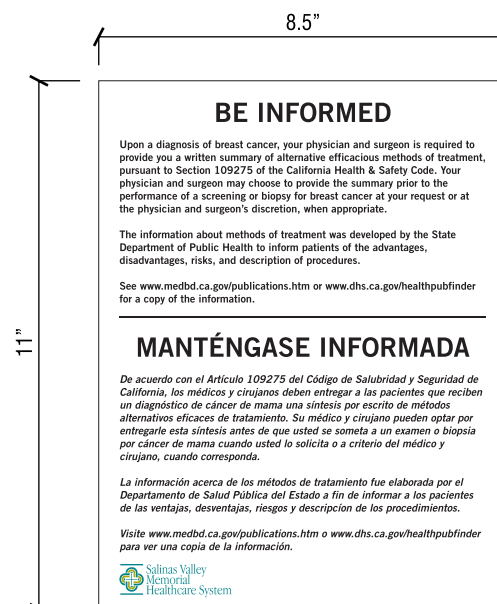 8.5”
11”
BE INFORMED
Upon a diagnosis of breast cancer, your physician and surgeon is required to
provide you a written summary of alternative efficacious methods of treatment,
pursuant to Section 109275 of the California Health & Safety Code. Your
physician and surgeon may choose to provide the summary prior to the
performance of a screening or biopsy for breast cancer at your request or at
the physician and surgeon’s discretion, when appropriate.
The information about methods of treatment was developed by the State
Department of Public Health to inform patients of the advantages,
disadvantages, risks, and description of procedures.
See www.medbd.ca.gov/publications.htm or www.dhs.ca.gov/healthpubfinder
for a copy of the information.
MANTÉNGASE INFORMADA
De acuerdo con el Artículo 109275 del Código de Salubridad y Seguridad de
California, los médicos y cirujanos deben entregar a las pacientes que reciben
un diagnóstico de cáncer de mama una síntesis por escrito de métodos
alternativos eficaces de tratamiento. Su médico y cirujano pueden optar por
entregarle esta síntesis antes de que usted se someta a un examen o biopsia
por cáncer de mama cuando usted lo solicita o a criterio del médico y
cirujano, cuando corresponda.
La información acerca de los métodos de tratamiento fue elaborada por el
Departamento de Salud Pública del Estado a fin de informar a los pacientes
de las ventajas, desventajas, riesgos y descripcíon de los procedimientos.
Visite www.medbd.ca.gov/publications.htm o www.dhs.ca.gov/healthpubfinder
para ver una copia de la información.
Salinas Valley
Memorial
Healthcare System